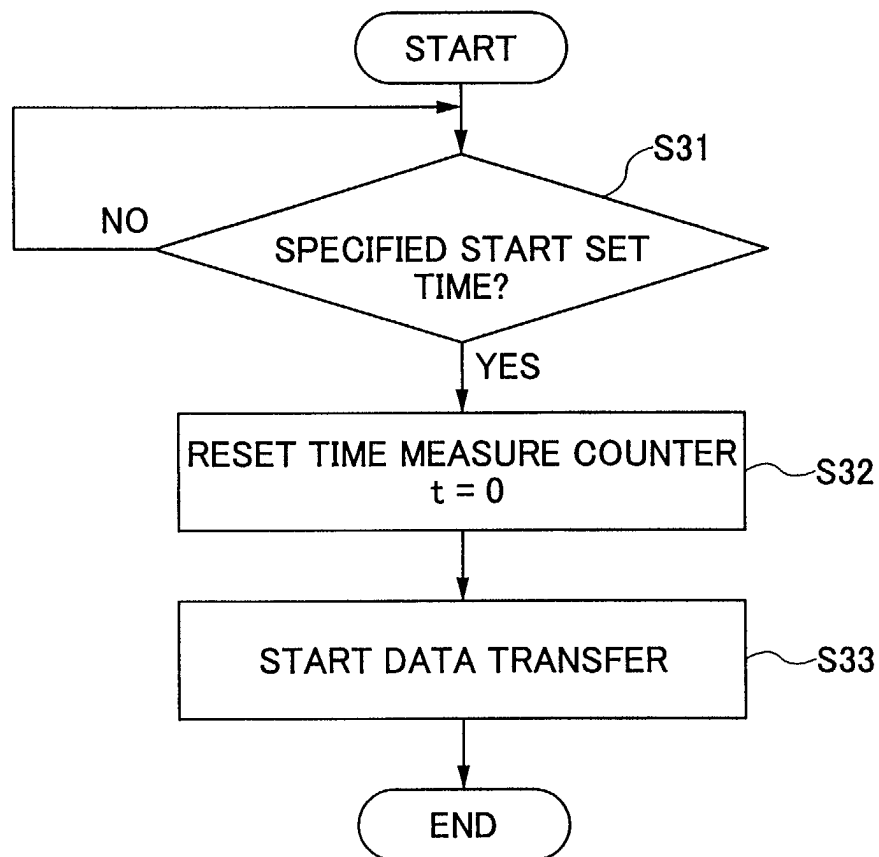 START
S31
NO
SPECIFIED START SET
TIME?
YES
RESET TIME MEASURE COUNTER
t = 0
S32
START DATA TRANSFER
S33
END